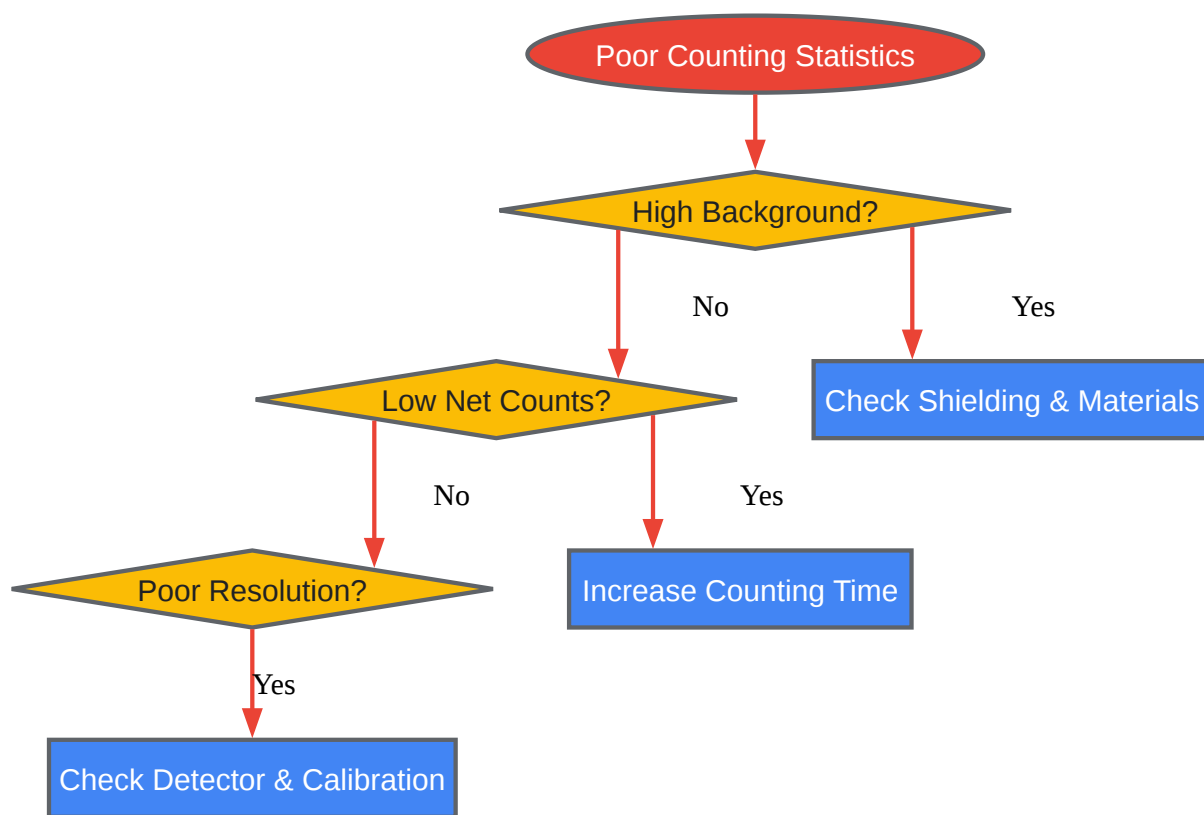 Poor Counting Statistics
High Background?
No
Yes
Low Net Counts?
Check Shielding & Materials
No
Yes
Poor Resolution?
Increase Counting Time
Yes
Check Detector & Calibration